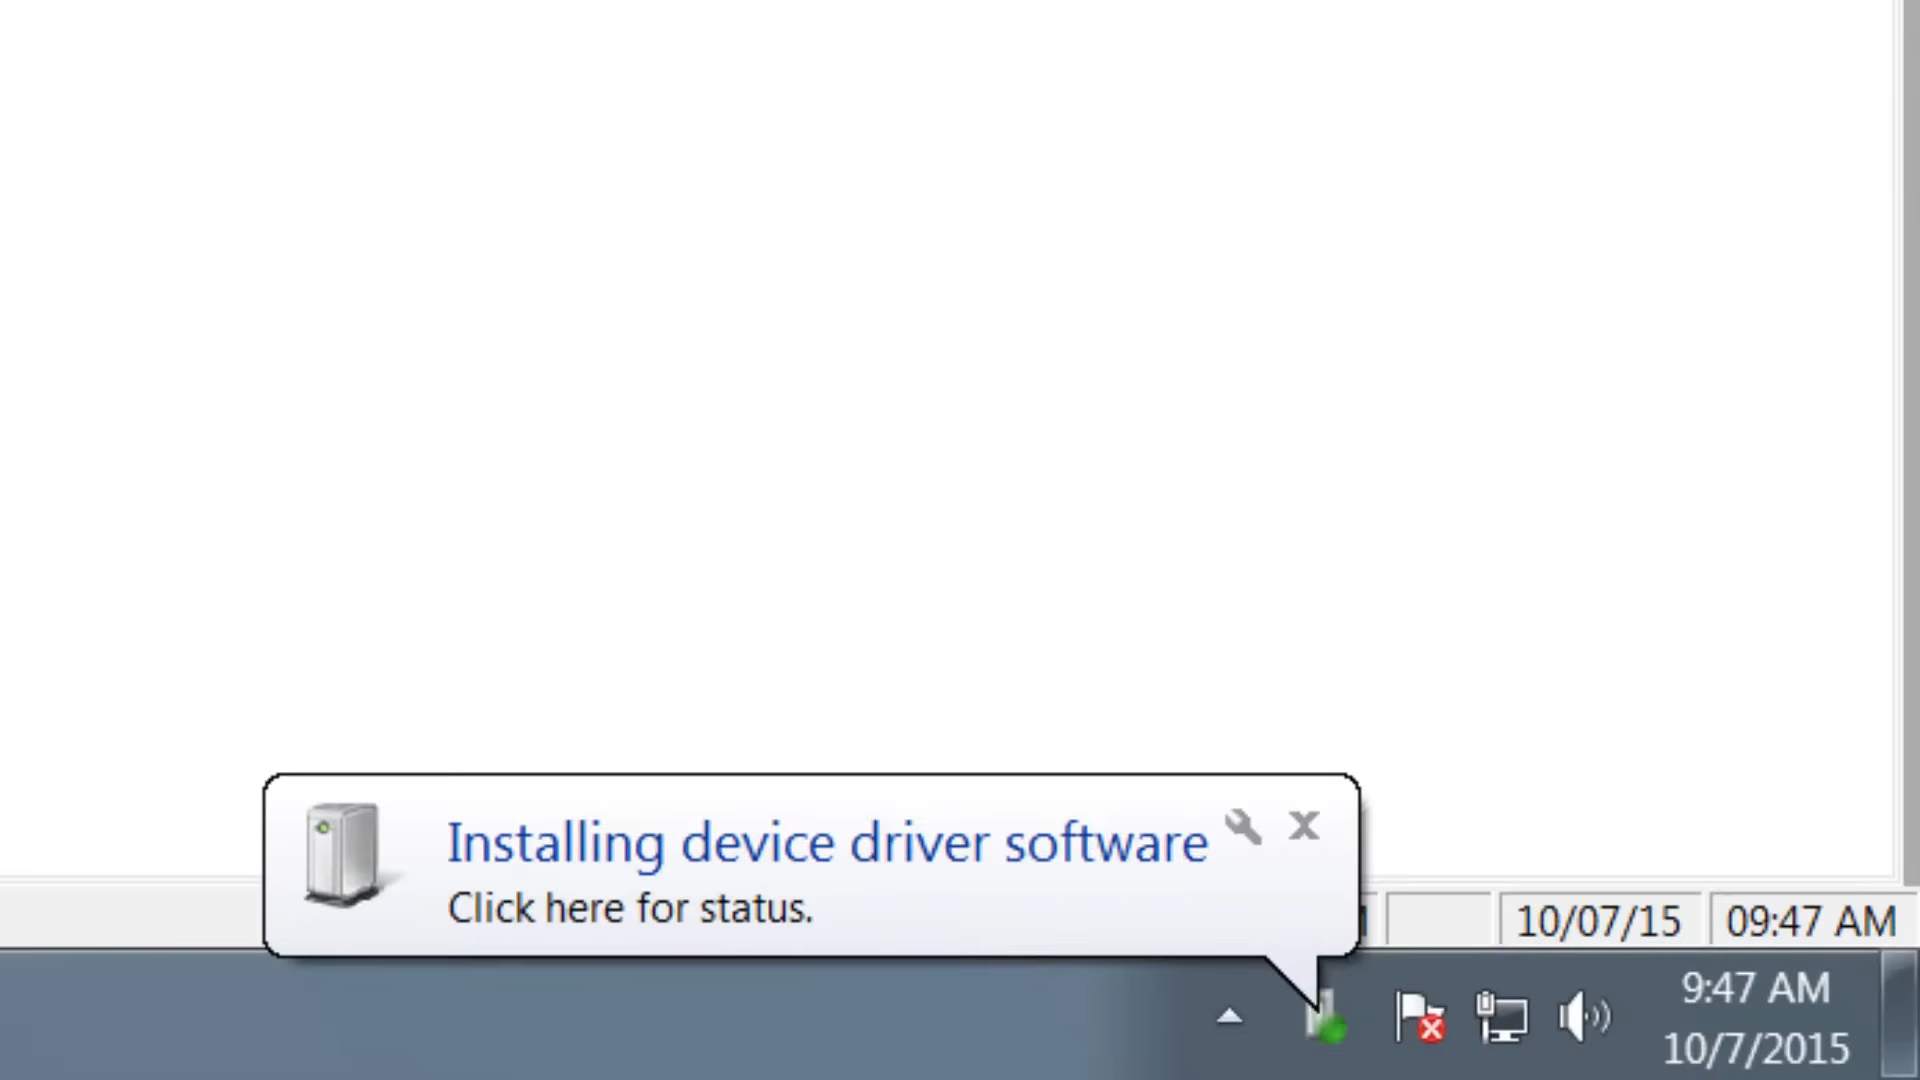 Installing device driver software
Click here for status.
10/07/15
09:47 AM
9:47 AM
10/7/2015